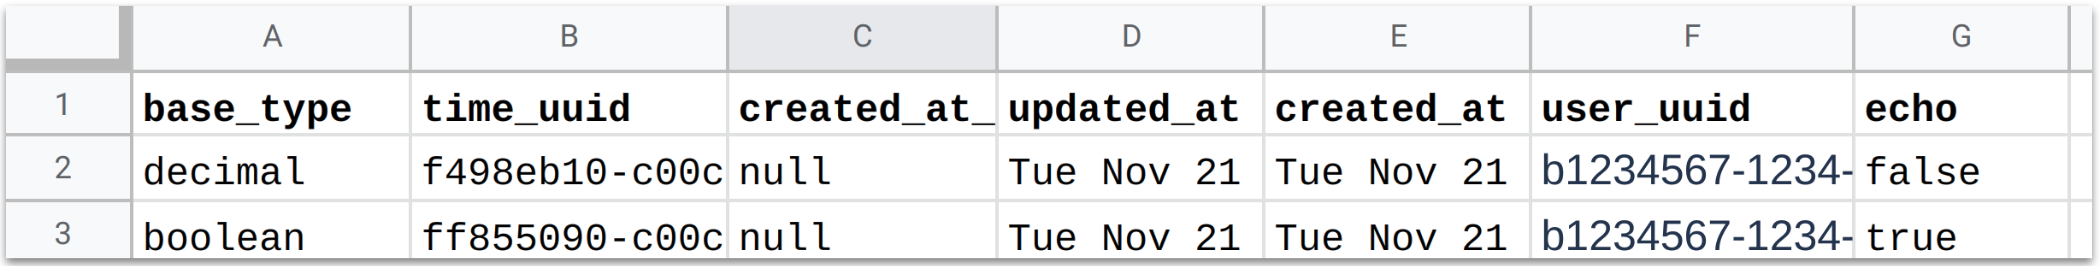 A B C D E F G
1 base_type time_uuid created_at_ updated_at created_at user_uuid echo
2 decimal f498eb10-c00c null Tue Nov 21 Tue Nov 21 b1234567-1234- false
3 boolean ff855090-c00c null Tue Nov 21 Tue Nov 21 b1234567-1234- true